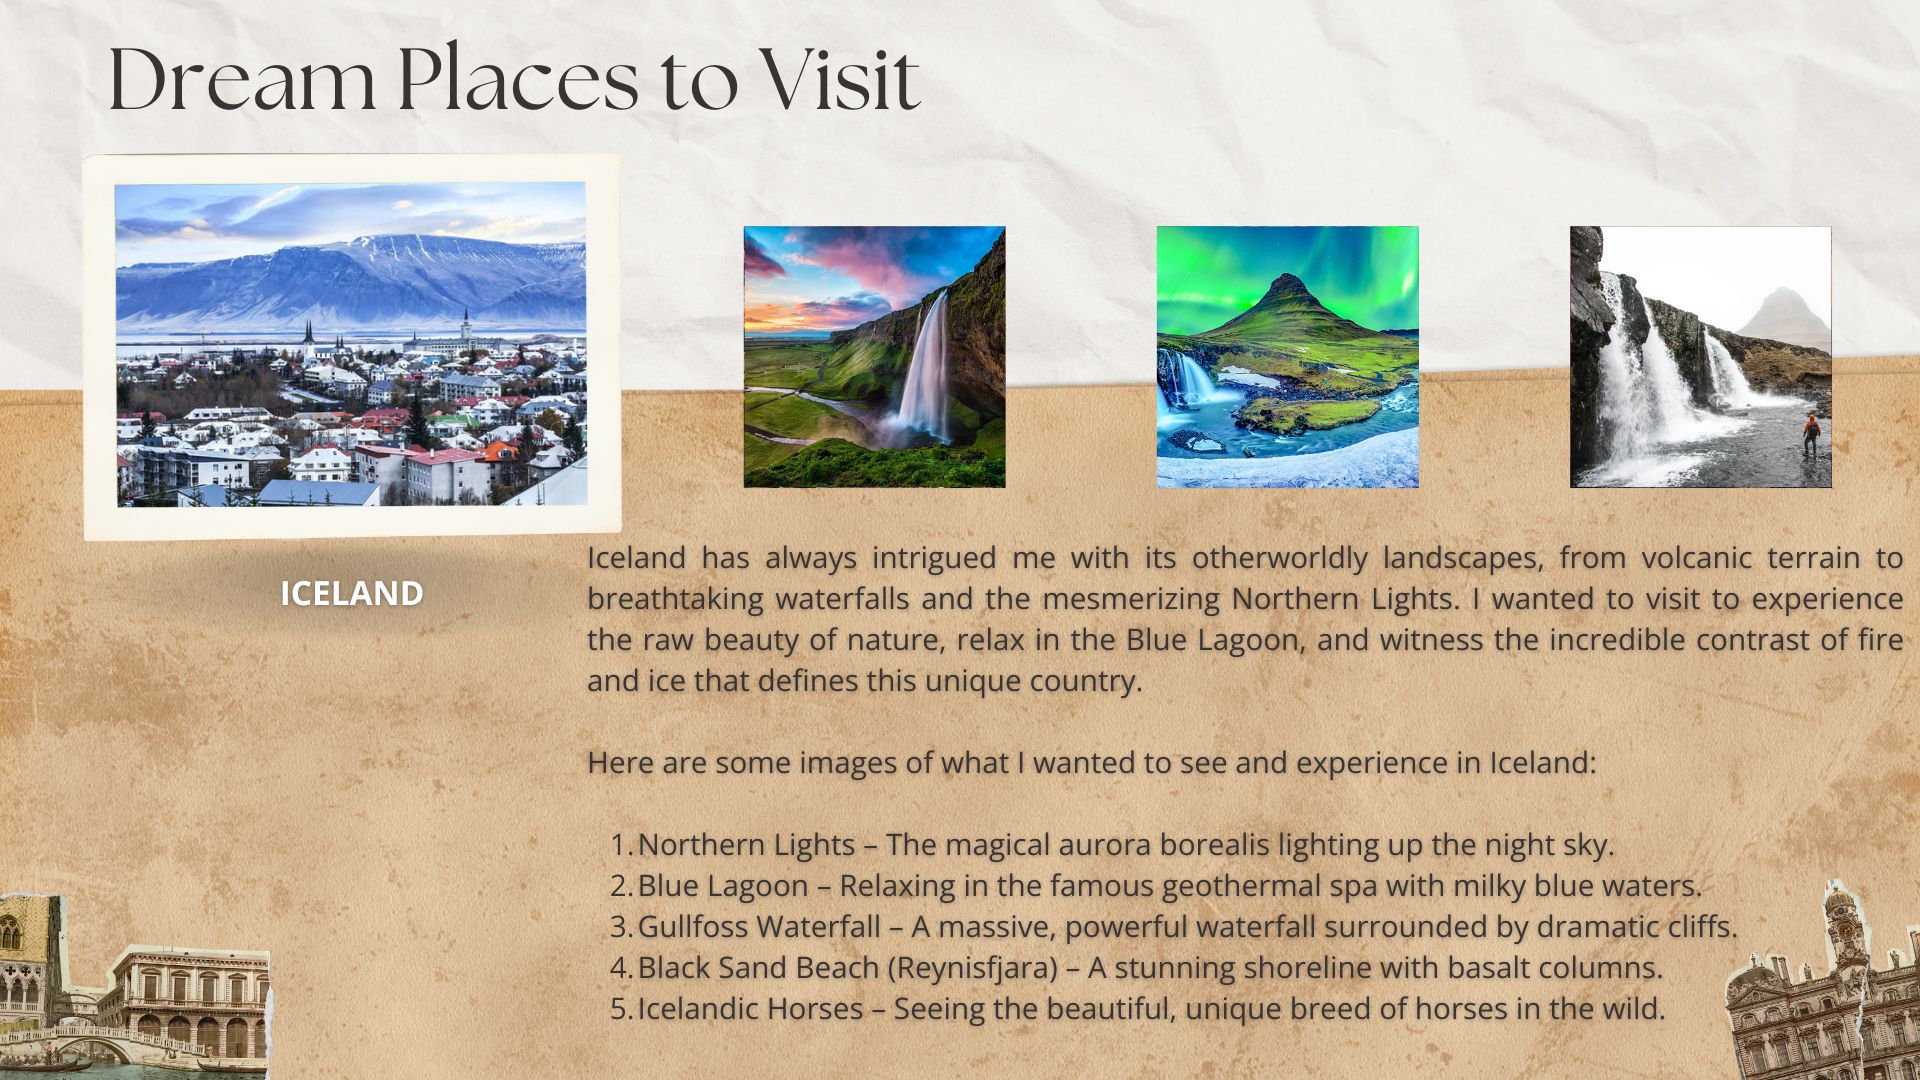 Dream Places to Visit
ICELAND
Iceland has always intrigued me with its otherworldly landscapes, from volcanic terrain to
breathtaking waterfalls and the mesmerizing Northern Lights. I wanted to visit to experience
the raw beauty of nature, relax in the Blue Lagoon, and witness the incredible contrast of fire
and ice that defines this unique country.
Here are some images of what I wanted to see and experience in Iceland:
1. Northern Lights – The magical aurora borealis lighting up the night sky.
2. Blue Lagoon – Relaxing in the famous geothermal spa with milky blue waters.
3. Gullfoss Waterfall – A massive, powerful waterfall surrounded by dramatic cliffs.
4. Black Sand Beach (Reynisfjara) – A stunning shoreline with basalt columns.
5. Icelandic Horses – Seeing the beautiful, unique breed of horses in the wild.